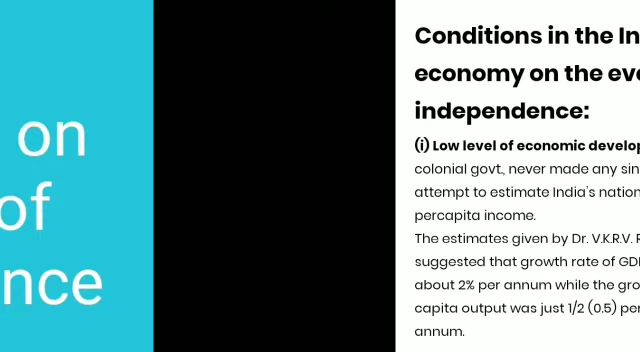 on
of
nce
Conditions in the In
economy on the eve
independence:
(i) Low level of economic develop
colonial govt., never made any sin
attempt to estimate India's nation
percapita income.
The estimates given by Dr. V.K.R.V. R
suggested that growth rate of GD
about 2% per annum while the gro
capita output was just 1/2 (0.5) per
annum.